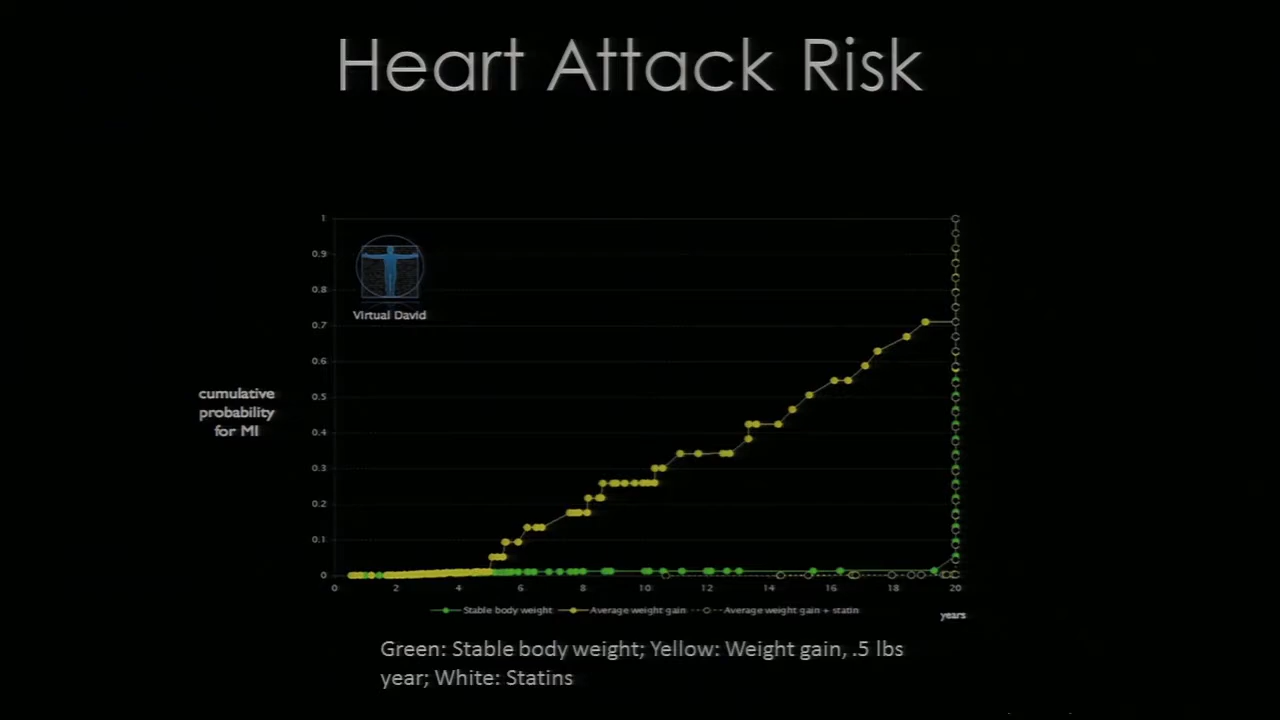 Heart Attack Risk
1
0.9
0.8
0.7
0.6
0.5
0.4
0.3
0.2
0.1
0
Virtual David
cumulative
probability
for MI
0 2 4 6 8 10 12 14 16 18 20
years
Stable body weight Average weight gain Average weight gain + statin
Green: Stable body weight; Yellow: Weight gain, .5 lbs
year; White: Statins